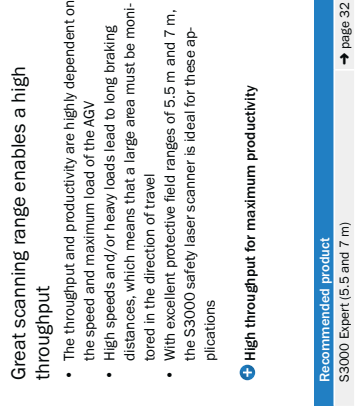 Great scanning range enables a high
throughput
• The throughput and productivity are highly dependent on
the speed and maximum load of the AGV
• High speeds and/or heavy loads lead to long braking
distances, which means that a large area must be moni-
tored in the direction of travel
• With excellent protective field ranges of 5.5 m and 7 m,
the S3000 safety laser scanner is ideal for these ap-
plications
High throughput for maximum productivity
Recommended product
S3000 Expert (5.5 and 7 m) → page 32